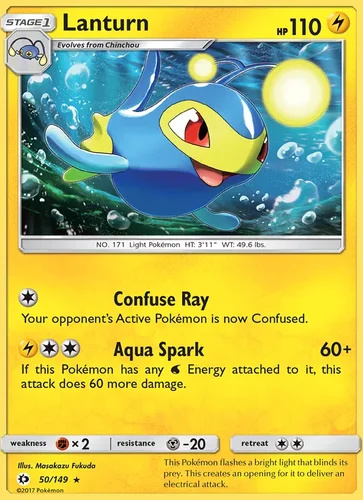 STAGE 1
Lanturn
HP 110
Evolves from Chinchou
NO. 171 Light Pokémon HT: 3'11" WT: 49.6 lbs.
Confuse Ray
Your opponent's Active Pokémon is now Confused.
Aqua Spark 60+
If this Pokémon has any Energy attached to it, this
attack does 60 more damage.
weakness ×2 resistance -20 retreat
Illus. Masakazu Fukuda
50/149 ★
©2017 Pokémon
This Pokémon flashes a bright light that blinds its
prey. This creates an opening for it to deliver an
electrical attack.